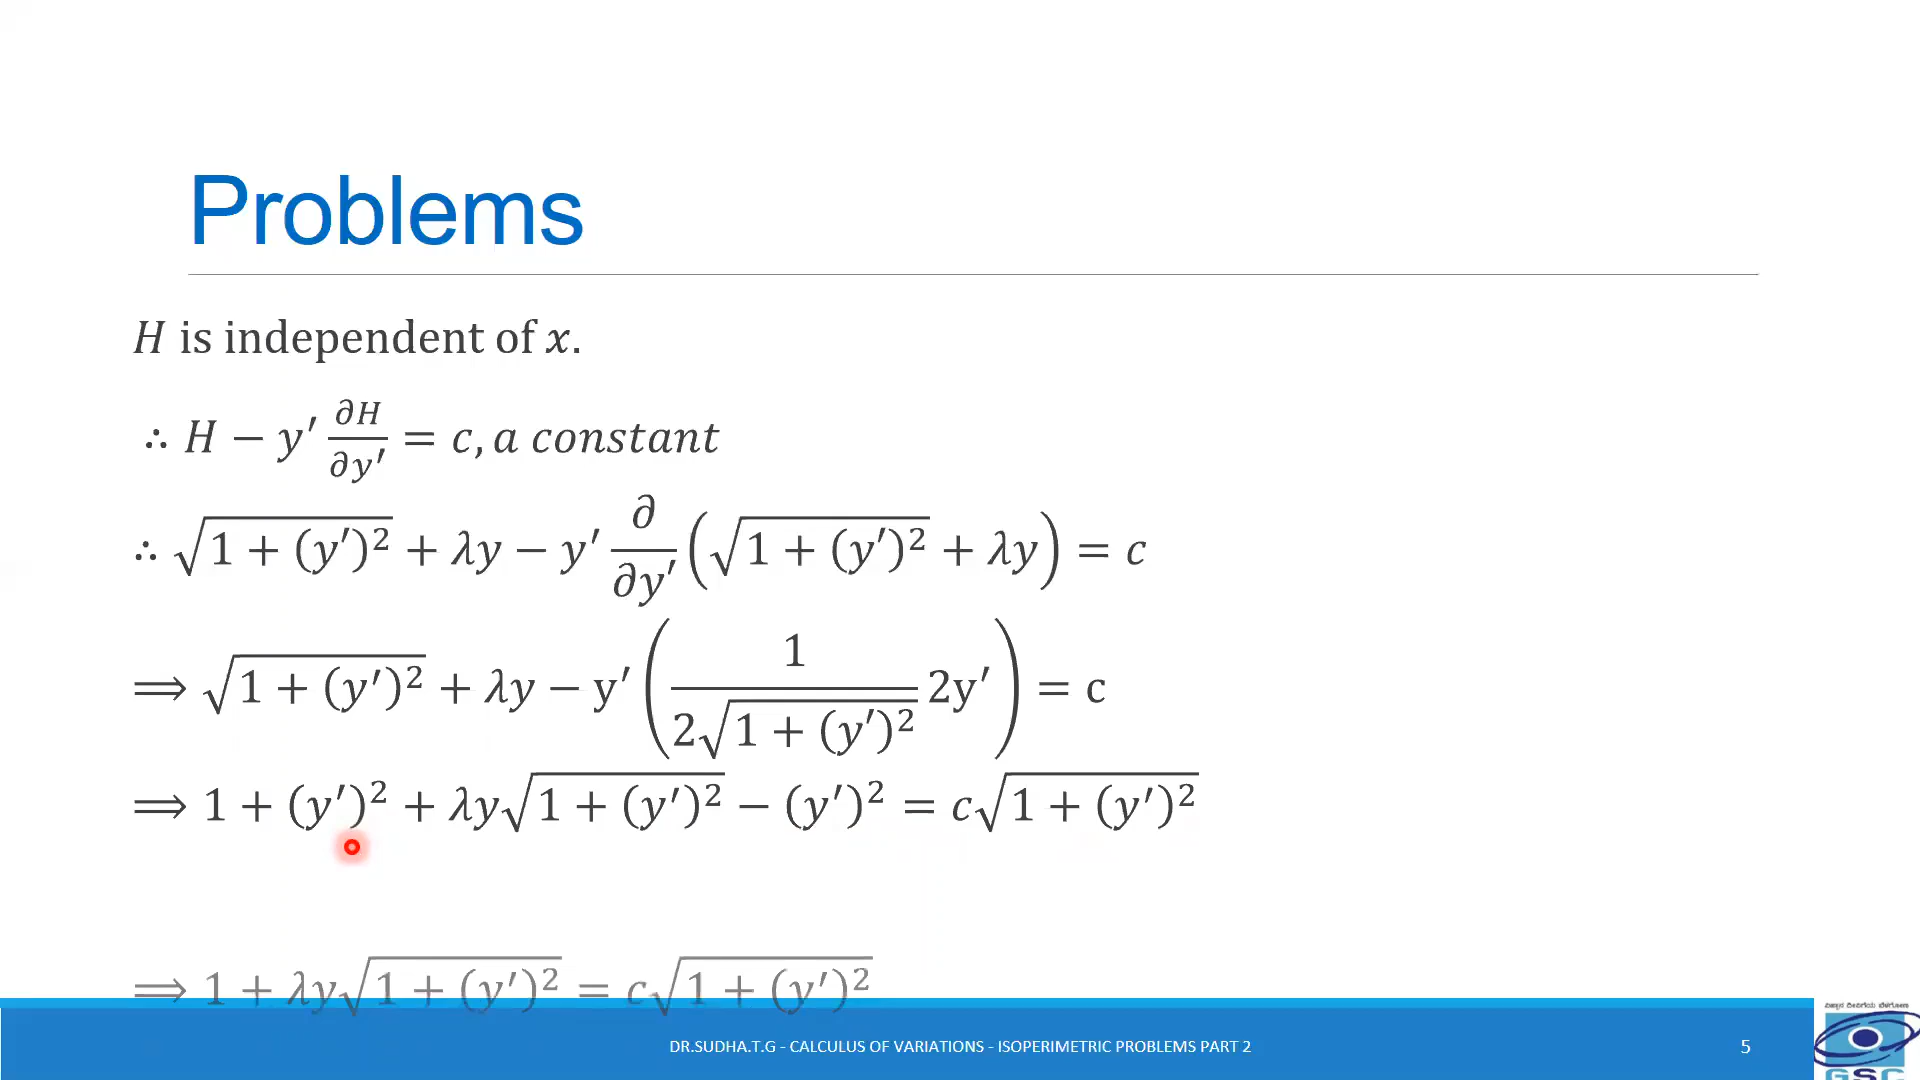 Problems
H is independent of x.
∴ H − y′ ∂H/∂y′ = c, a constant
∴ √(1 + (y′)²) + λy − y′ ∂/∂y′ (√(1 + (y′)²) + λy) = c
⟹ √(1 + (y′)²) + λy − y′ (1/(2√(1 + (y′)²)) 2y′) = c
⟹ 1 + (y′)² + λy√(1 + (y′)²) − (y′)² = c√(1 + (y′)²)
⟹ 1 + λy√(1 + (y′)²) = c√(1 + (y′)²)
DR.SUDHA.T.G - CALCULUS OF VARIATIONS - ISOPERIMETRIC PROBLEMS PART 2
5
GSC